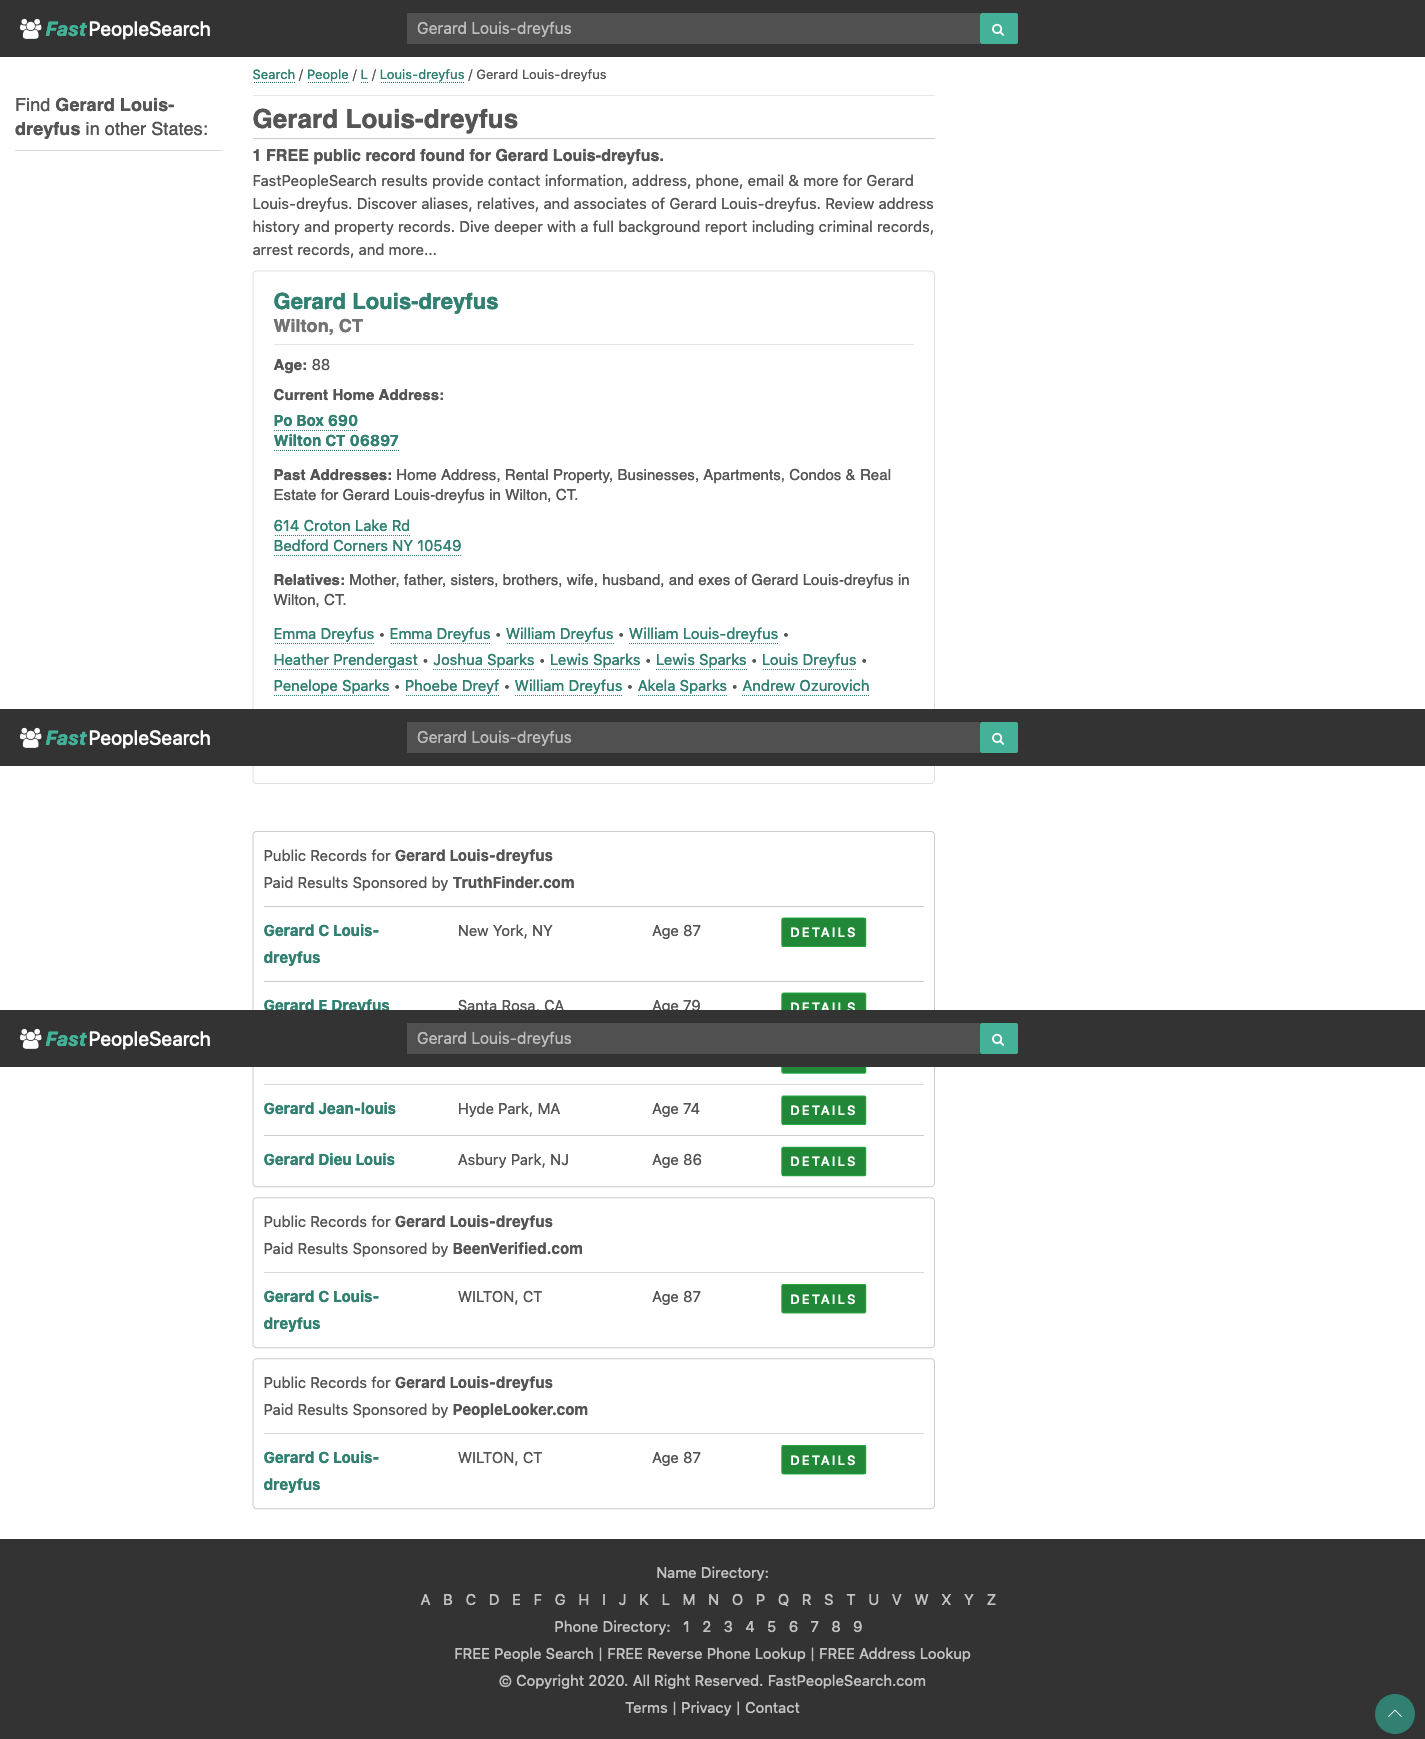 FastPeopleSearch
Gerard Louis-dreyfus
Search / People / L / Louis-dreyfus / Gerard Louis-dreyfus
Find Gerard Louis-
dreyfus in other States:
Gerard Louis-dreyfus
1 FREE public record found for Gerard Louis-dreyfus.
FastPeopleSearch results provide contact information, address, phone, email & more for Gerard
Louis-dreyfus. Discover aliases, relatives, and associates of Gerard Louis-dreyfus. Review address
history and property records. Dive deeper with a full background report including criminal records,
arrest records, and more...
Gerard Louis-dreyfus
Wilton, CT
Age: 88
Current Home Address:
Po Box 690
Wilton CT 06897
Past Addresses: Home Address, Rental Property, Businesses, Apartments, Condos & Real
Estate for Gerard Louis-dreyfus in Wilton, CT.
614 Croton Lake Rd
Bedford Corners NY 10549
Relatives: Mother, father, sisters, brothers, wife, husband, and exes of Gerard Louis-dreyfus in
Wilton, CT.
Emma Dreyfus • Emma Dreyfus • William Dreyfus • William Louis-dreyfus •
Heather Prendergast • Joshua Sparks • Lewis Sparks • Lewis Sparks • Louis Dreyfus •
Penelope Sparks • Phoebe Dreyf • William Dreyfus • Akela Sparks • Andrew Ozurovich
FastPeopleSearch
Gerard Louis-dreyfus
Public Records for Gerard Louis-dreyfus
Paid Results Sponsored by TruthFinder.com
Gerard C Louis- New York, NY Age 87 DETAILS
dreyfus
Gerard E Dreyfus Santa Rosa, CA Age 79 DETAILS
FastPeopleSearch
Gerard Louis-dreyfus
Gerard Jean-louis Hyde Park, MA Age 74 DETAILS
Gerard Dieu Louis Asbury Park, NJ Age 86 DETAILS
Public Records for Gerard Louis-dreyfus
Paid Results Sponsored by BeenVerified.com
Gerard C Louis- WILTON, CT Age 87 DETAILS
dreyfus
Public Records for Gerard Louis-dreyfus
Paid Results Sponsored by PeopleLooker.com
Gerard C Louis- WILTON, CT Age 87 DETAILS
dreyfus
Name Directory:
A B C D E F G H I J K L M N O P Q R S T U V W X Y Z
Phone Directory: 1 2 3 4 5 6 7 8 9
FREE People Search | FREE Reverse Phone Lookup | FREE Address Lookup
© Copyright 2020. All Right Reserved. FastPeopleSearch.com
Terms | Privacy | Contact